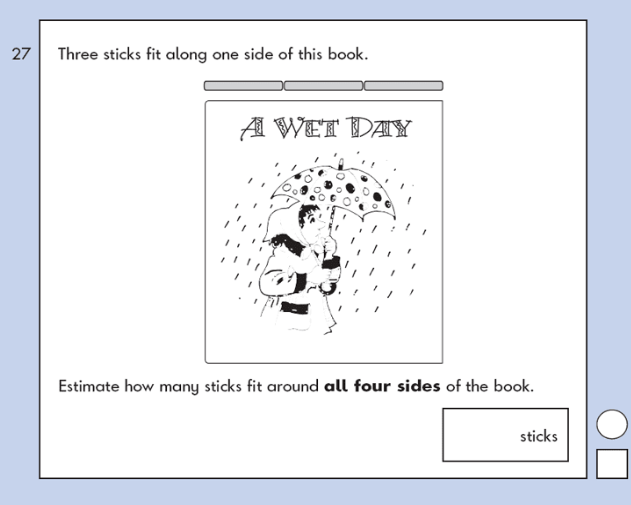 27 Three sticks fit along one side of this book.
A WET DAY
Estimate how many sticks fit around all four sides of the book.
sticks